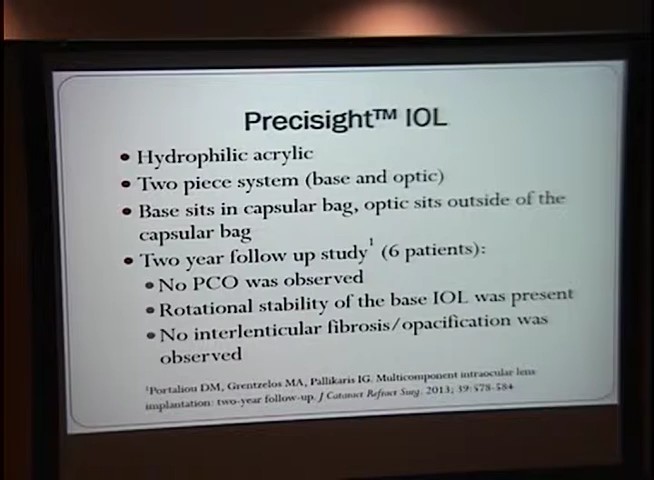 Precisight™ IOL
• Hydrophilic acrylic
• Two piece system (base and optic)
• Base sits in capsular bag, optic sits outside of the
capsular bag
• Two year follow up study¹ (6 patients):
• No PCO was observed
• Rotational stability of the base IOL was present
• No interlenticular fibrosis/opacification was
observed
¹Portaliou DM, Grentzelos MA, Pallikaris IG. Multicomponent intraocular lens
implantation: two-year follow-up. J Cataract Refract Surg. 2013; 39:578-584